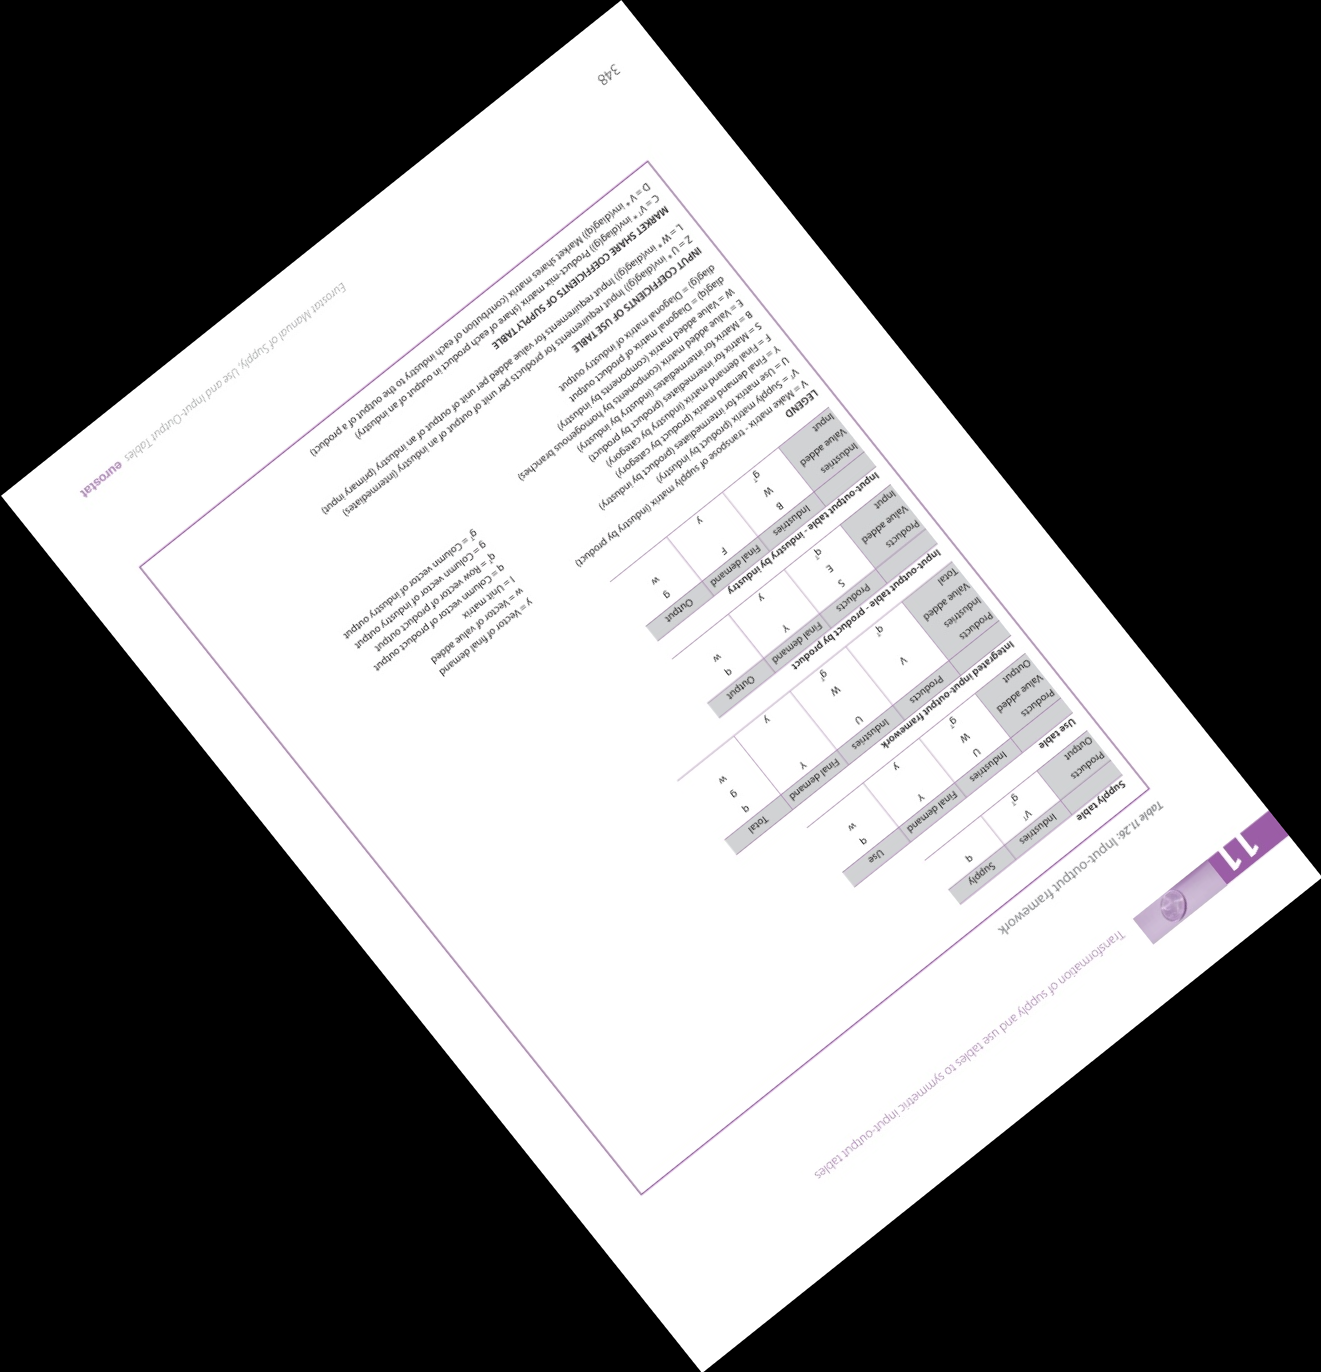 11
Transformation of supply and use tables to symmetric input-output tables
Table 11.26: Input-output framework
Supply table
Industries Supply
Products Vᵀ q
Output gᵀ
Use table
Industries Final demand Use
Products U Y q
Value added W w
Output gᵀ y
Integrated input-output framework
Products Industries Final demand Total
Products U Y q
Industries V g
Value added W w
Total qᵀ gᵀ y
Input-output table - product by product
Products Final demand Output
Products S Y q
Value added E w
Input qᵀ y
Input-output table - industry by industry
Industries Final demand Output
Industries B F g
Value added W w
Input gᵀ y
LEGEND
V = Make matrix - transpose of supply matrix (industry by product)
Vᵀ = Supply matrix (product by industry)
U = Use matrix for intermediates (product by industry)
Y = Final demand matrix (product by category)
F = Final demand matrix (industry by category)
S = Matrix for intermediates (product by product)
B = Matrix for intermediates (industry by industry)
E = Value added matrix (components by homogenous branches)
W = Value added matrix (components by industry)
diag(q) = Diagonal matrix of product output
diag(g) = Diagonal matrix of industry output
y = Vector of final demand
w = Vector of value added
I = Unit matrix
q = Column vector of product output
qᵀ = Row vector of product output
g = Column vector of industry output
gᵀ = Column vector of industry output
INPUT COEFFICIENTS OF USE TABLE
Z = U * inv(diag(g)) Input requirements for products per unit of output of an industry (intermediates)
L = W * inv(diag(g)) Input requirements for value added per unit of output of an industry (primary input)
MARKET SHARE COEFFICIENTS OF SUPPLY TABLE
C = Vᵀ * inv(diag(g)) Product-mix matrix (share of each product in output of an industry)
D = V * inv(diag(q)) Market shares matrix (contribution of each industry to the output of a product)
348
Eurostat Manual of Supply, Use and Input-Output Tables eurostat